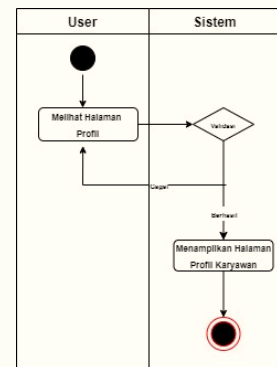 User
Sistem
Melihat Halaman
Profil
Validasi
Gagal
Berhasil
Menampilkan Halaman
Profil Karyawan